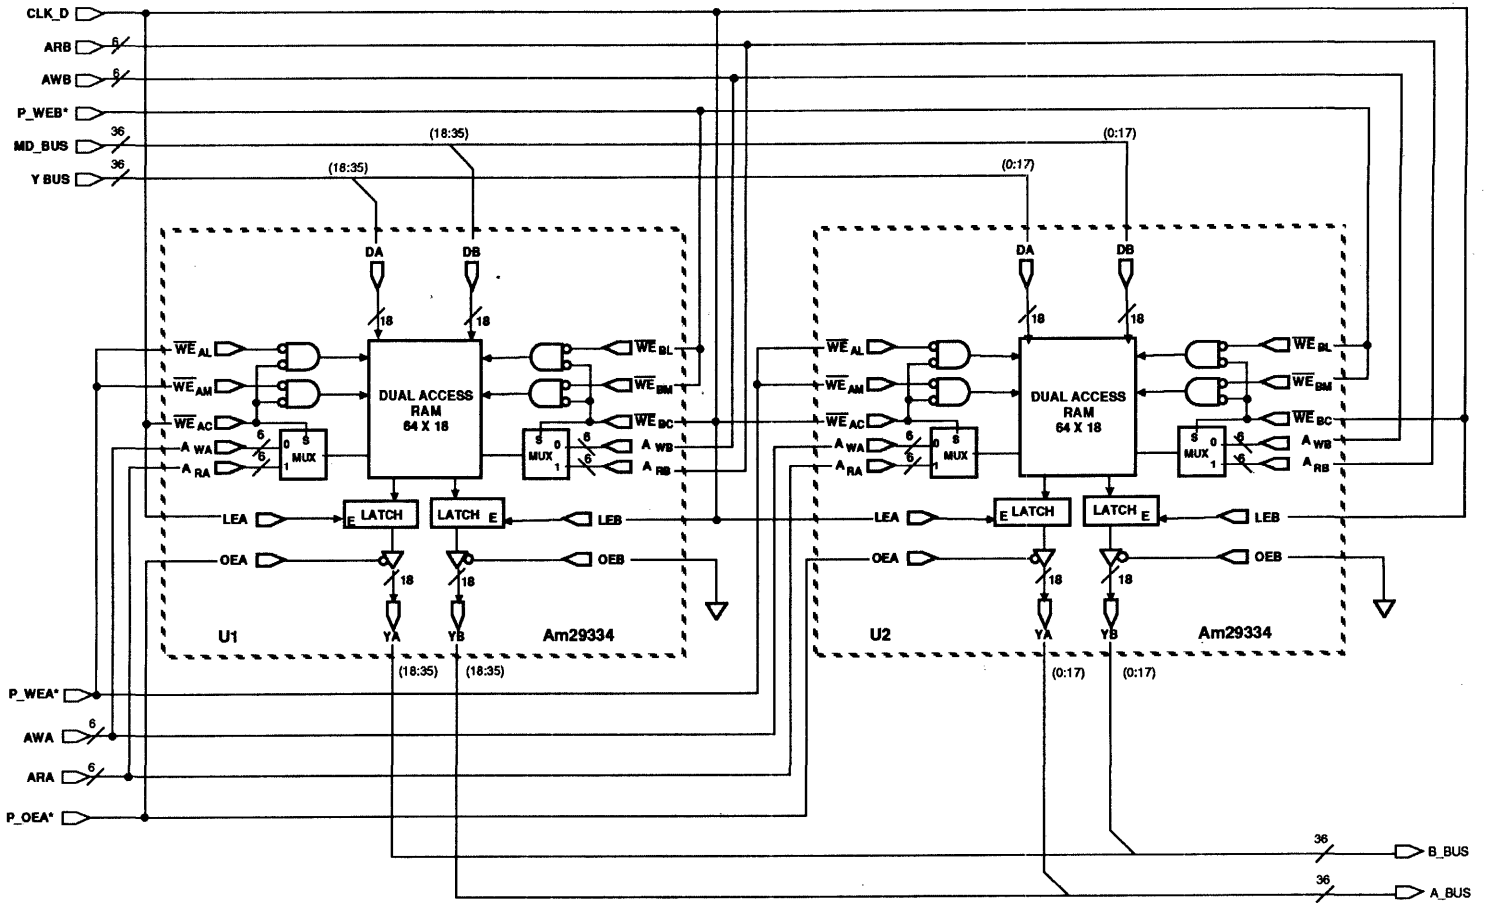 CLK_D
ARB 6
AWB 6
P_WEB*
MD_BUS 36 (18:35) (0:17)
Y BUS 36 (18:35) (0:17)
DA DB
18 18
WE AL
WE AM
WE AC
A WA 6
A RA 6
S
0 MUX
1
DUAL ACCESS
RAM
64 X 18
WE BL
WE BM
WE BC
A WB 6
A RB 6
S
MUX 0
1
LEA
E LATCH
LATCH E
LEB
OEA
OEB
18 18
YA YB
U1
Am29334
(18:35) (18:35)
DA DB
18 18
WE AL
WE AM
WE AC
A WA 6
A RA 6
S
0 MUX
1
DUAL ACCESS
RAM
64 X 18
WE BL
WE BM
WE BC
A WB 6
A RB 6
S
MUX 0
1
LEA
E LATCH
LATCH E
LEB
OEA
OEB
18 18
YA YB
U2
Am29334
(0:17) (0:17)
P_WEA*
AWA 6
ARA 6
P_OEA*
36 B_BUS
36 A_BUS